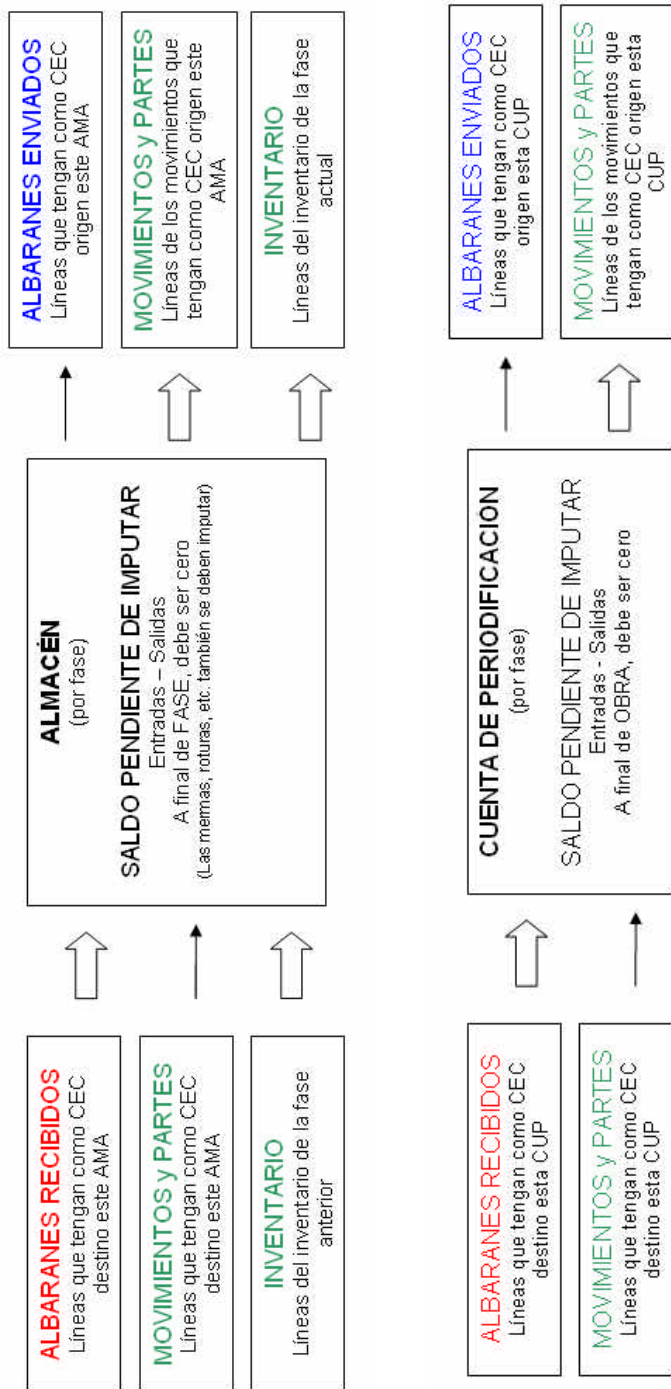 ALBARANES RECIBIDOS
Líneas que tengan como CEC
destino este AMA
MOVIMIENTOS y PARTES
Líneas que tengan como CEC
destino este AMA
INVENTARIO
Líneas del inventario de la fase
anterior
ALMACÉN
(por fase)
SALDO PENDIENTE DE IMPUTAR
Entradas – Salidas
A final de FASE, debe ser cero
(Las mermas, roturas, etc. también se deben imputar)
ALBARANES ENVIADOS
Líneas que tengan como CEC
origen este AMA
MOVIMIENTOS y PARTES
Líneas de los movimientos que
tengan como CEC origen este
AMA
INVENTARIO
Líneas del inventario de la fase
actual
ALBARANES RECIBIDOS
Líneas que tengan como CEC
destino esta CUP
MOVIMIENTOS y PARTES
Líneas que tengan como CEC
destino esta CUP
CUENTA DE PERIODIFICACIÓN
(por fase)
SALDO PENDIENTE DE IMPUTAR
Entradas - Salidas
A final de OBRA, debe ser cero
ALBARANES ENVIADOS
Líneas que tengan como CEC
origen esta CUP
MOVIMIENTOS y PARTES
Líneas de los movimientos que
tengan como CEC origen esta
CUP